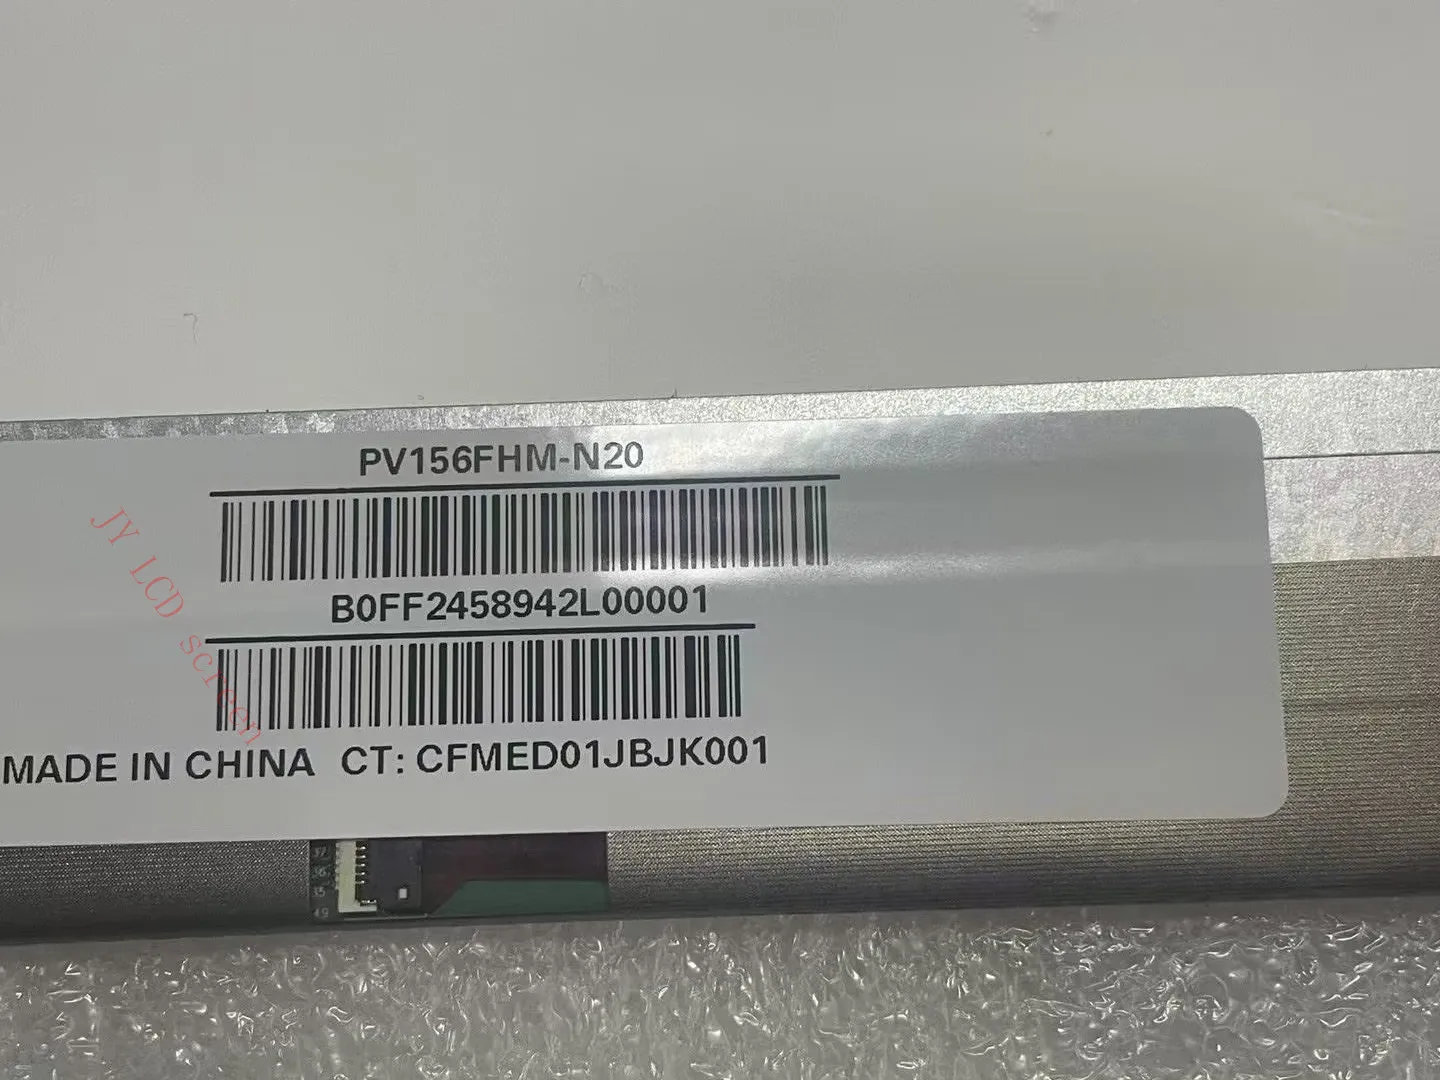 PV156FHM-N20
B0FF2458942L00001
MADE IN CHINA CT: CFMED01JBJK001
JY LCD screen